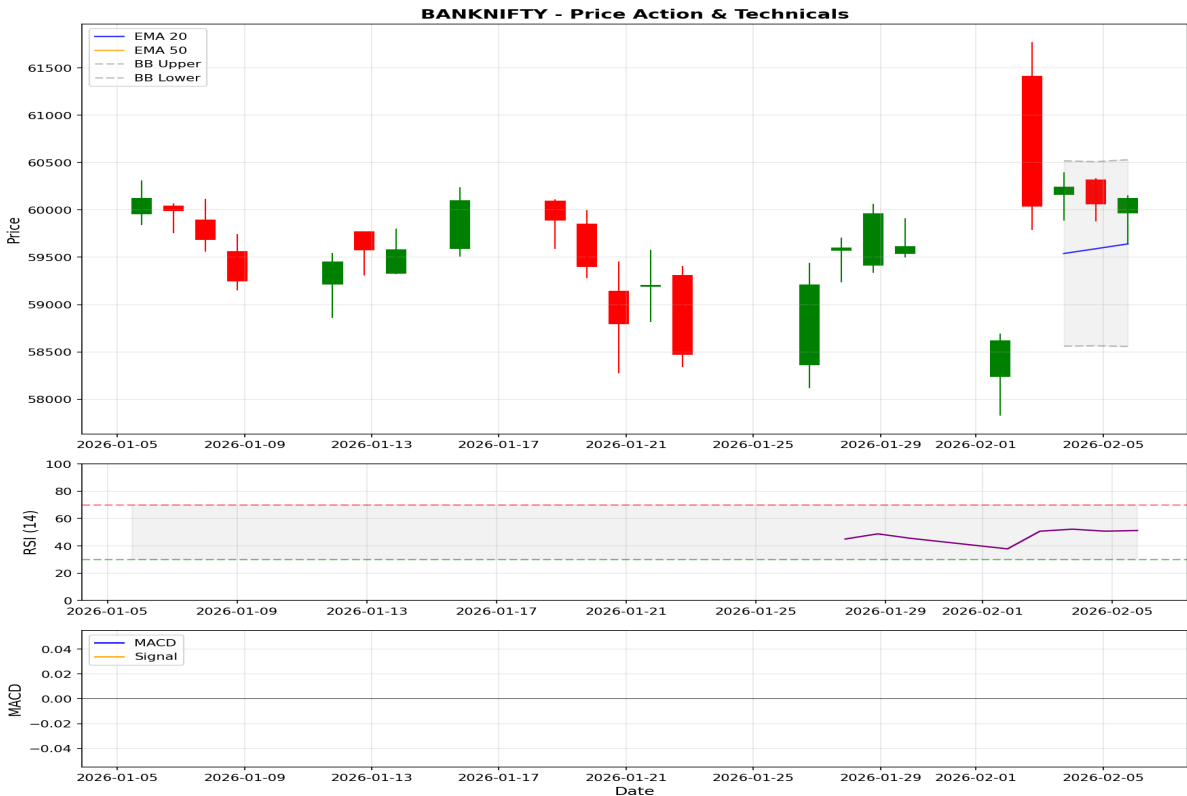 BANKNIFTY - Price Action & Technicals
EMA 20
EMA 50
BB Upper
BB Lower
Price
61500
61000
60500
60000
59500
59000
58500
58000
2026-01-05 2026-01-09 2026-01-13 2026-01-17 2026-01-21 2026-01-25 2026-01-29 2026-02-01 2026-02-05
RSI (14)
100
80
60
40
20
0
2026-01-05 2026-01-09 2026-01-13 2026-01-17 2026-01-21 2026-01-25 2026-01-29 2026-02-01 2026-02-05
MACD
Signal
MACD
0.04
0.02
0.00
−0.02
−0.04
2026-01-05 2026-01-09 2026-01-13 2026-01-17 2026-01-21 2026-01-25 2026-01-29 2026-02-01 2026-02-05
Date